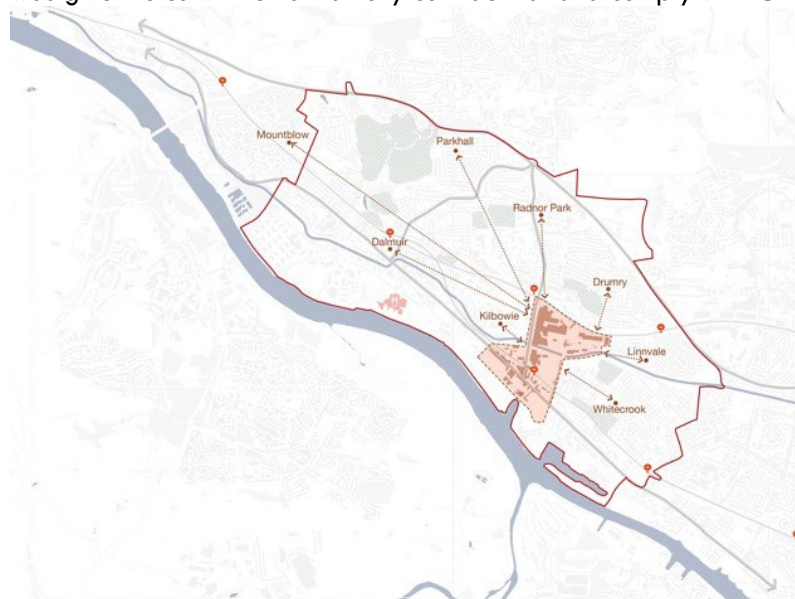 Mountblow
Parkhall
Radnor Park
Dalmuir
H
Drumry
Kilbowie
Linnvale
Whitecrook